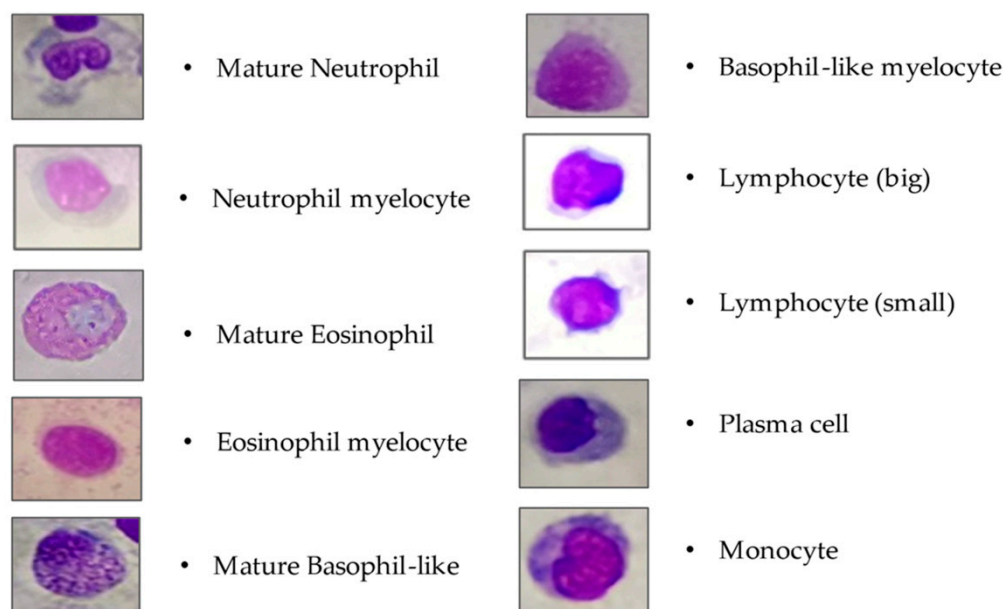 • Mature Neutrophil
• Neutrophil myelocyte
• Mature Eosinophil
• Eosinophil myelocyte
• Mature Basophil-like
• Basophil-like myelocyte
• Lymphocyte (big)
• Lymphocyte (small)
• Plasma cell
• Monocyte